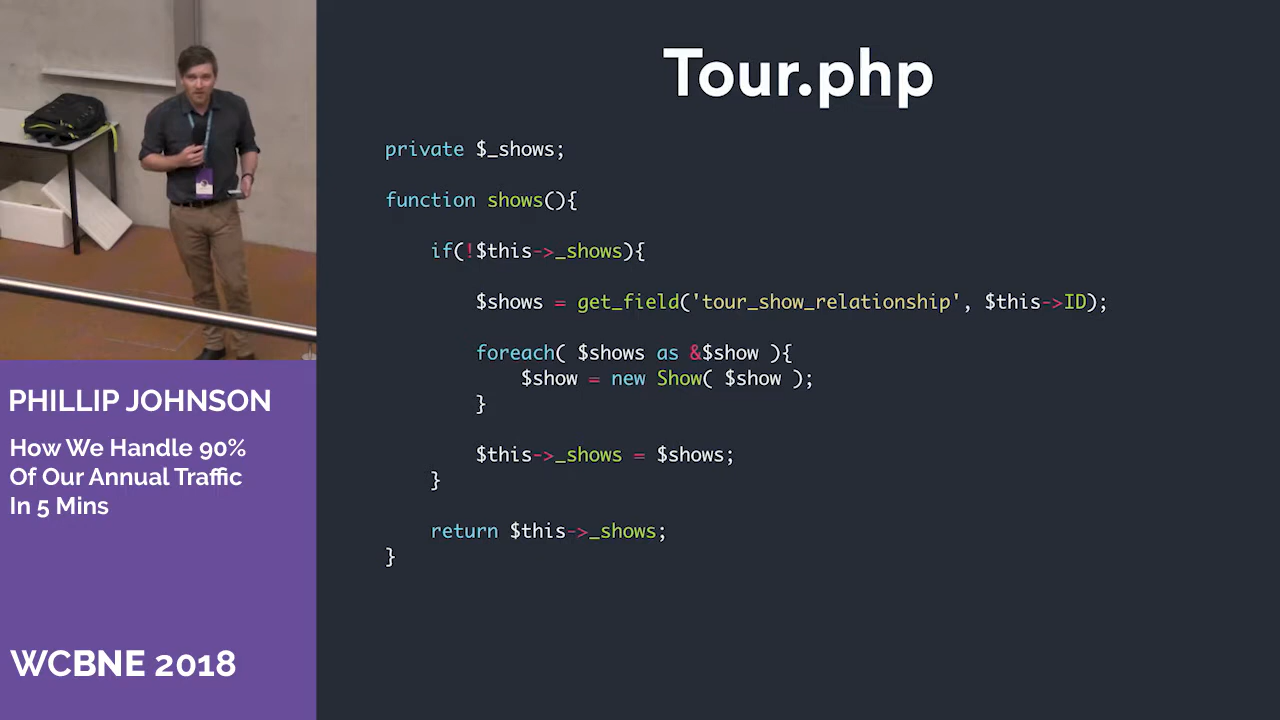 Tour.php
private $_shows;
function shows(){
if(!$this->_shows){
$shows = get_field('tour_show_relationship', $this->ID);
foreach( $shows as &$show ){
$show = new Show( $show );
}
$this->_shows = $shows;
}
return $this->_shows;
}
PHILLIP JOHNSON
How We Handle 90%
Of Our Annual Traffic
In 5 Mins
WCBNE 2018